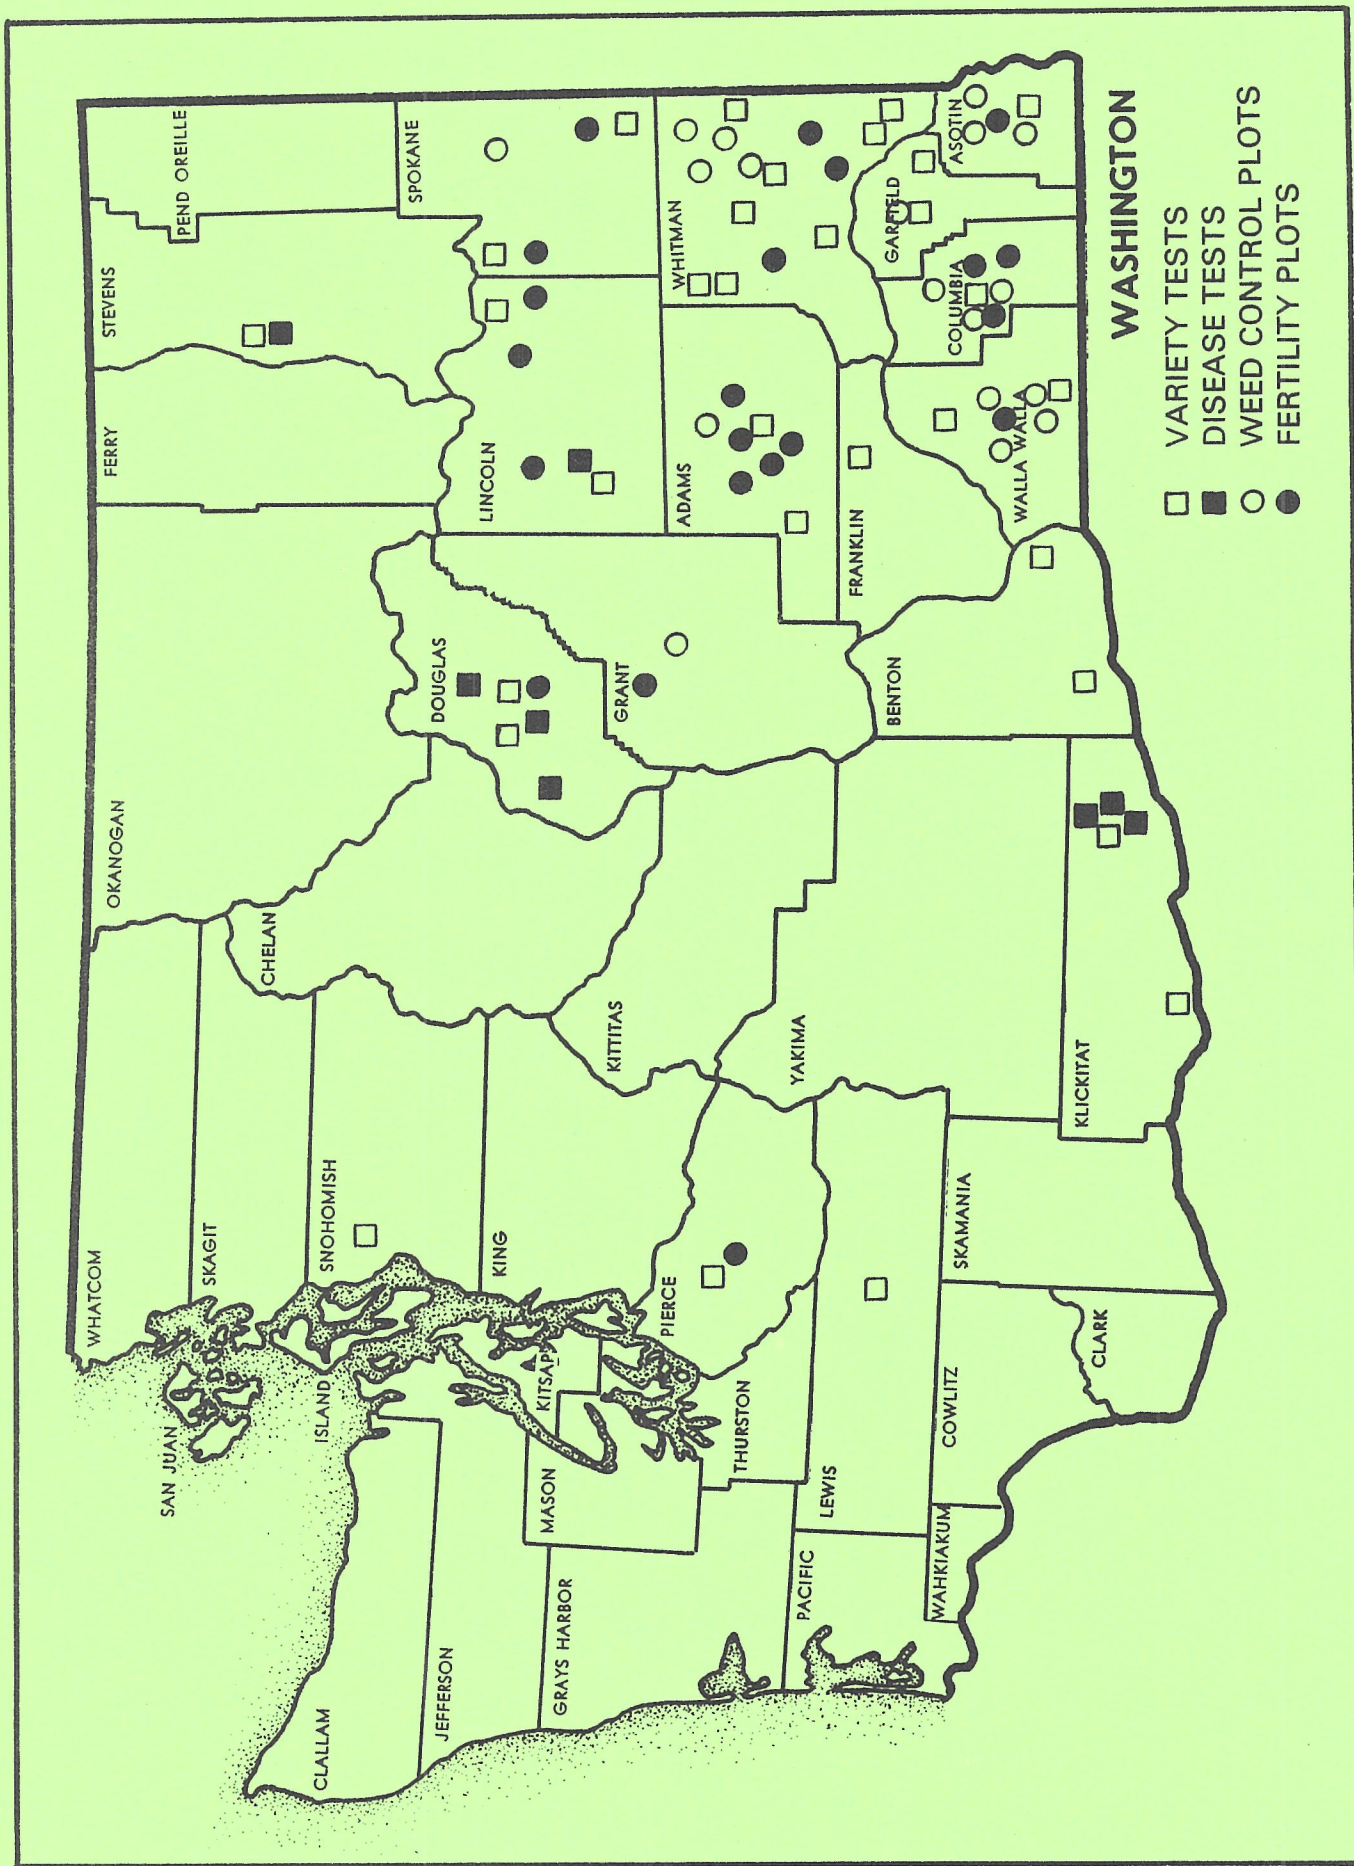 WHATCOM
SAN JUAN
SKAGIT
ISLAND
SNOHOMISH
CHELAN
OKANOGAN
FERRY
STEVENS
PEND OREILLE
CLALLAM
JEFFERSON
KITSAP
KING
DOUGLAS
LINCOLN
SPOKANE
GRAYS HARBOR
MASON
PIERCE
KITTITAS
GRANT
ADAMS
WHITMAN
THURSTON
PACIFIC
LEWIS
YAKIMA
BENTON
FRANKLIN
GARFIELD
ASOTIN
COLUMBIA
WALLA WALLA
WAHKIAKUM
COWLITZ
SKAMANIA
CLARK
KLICKITAT
WASHINGTON
VARIETY TESTS
DISEASE TESTS
WEED CONTROL PLOTS
FERTILITY PLOTS